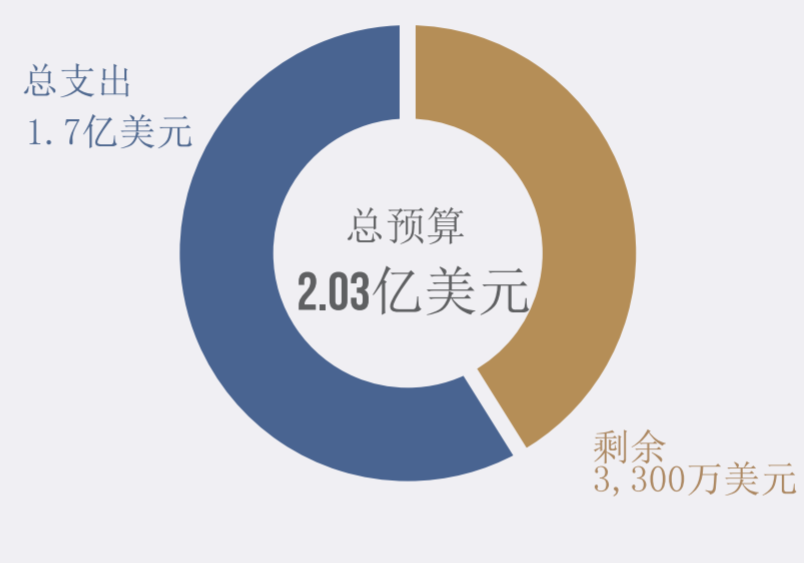 总支出
1.7亿美元
总预算
2.03亿美元
剩余
3,300万美元